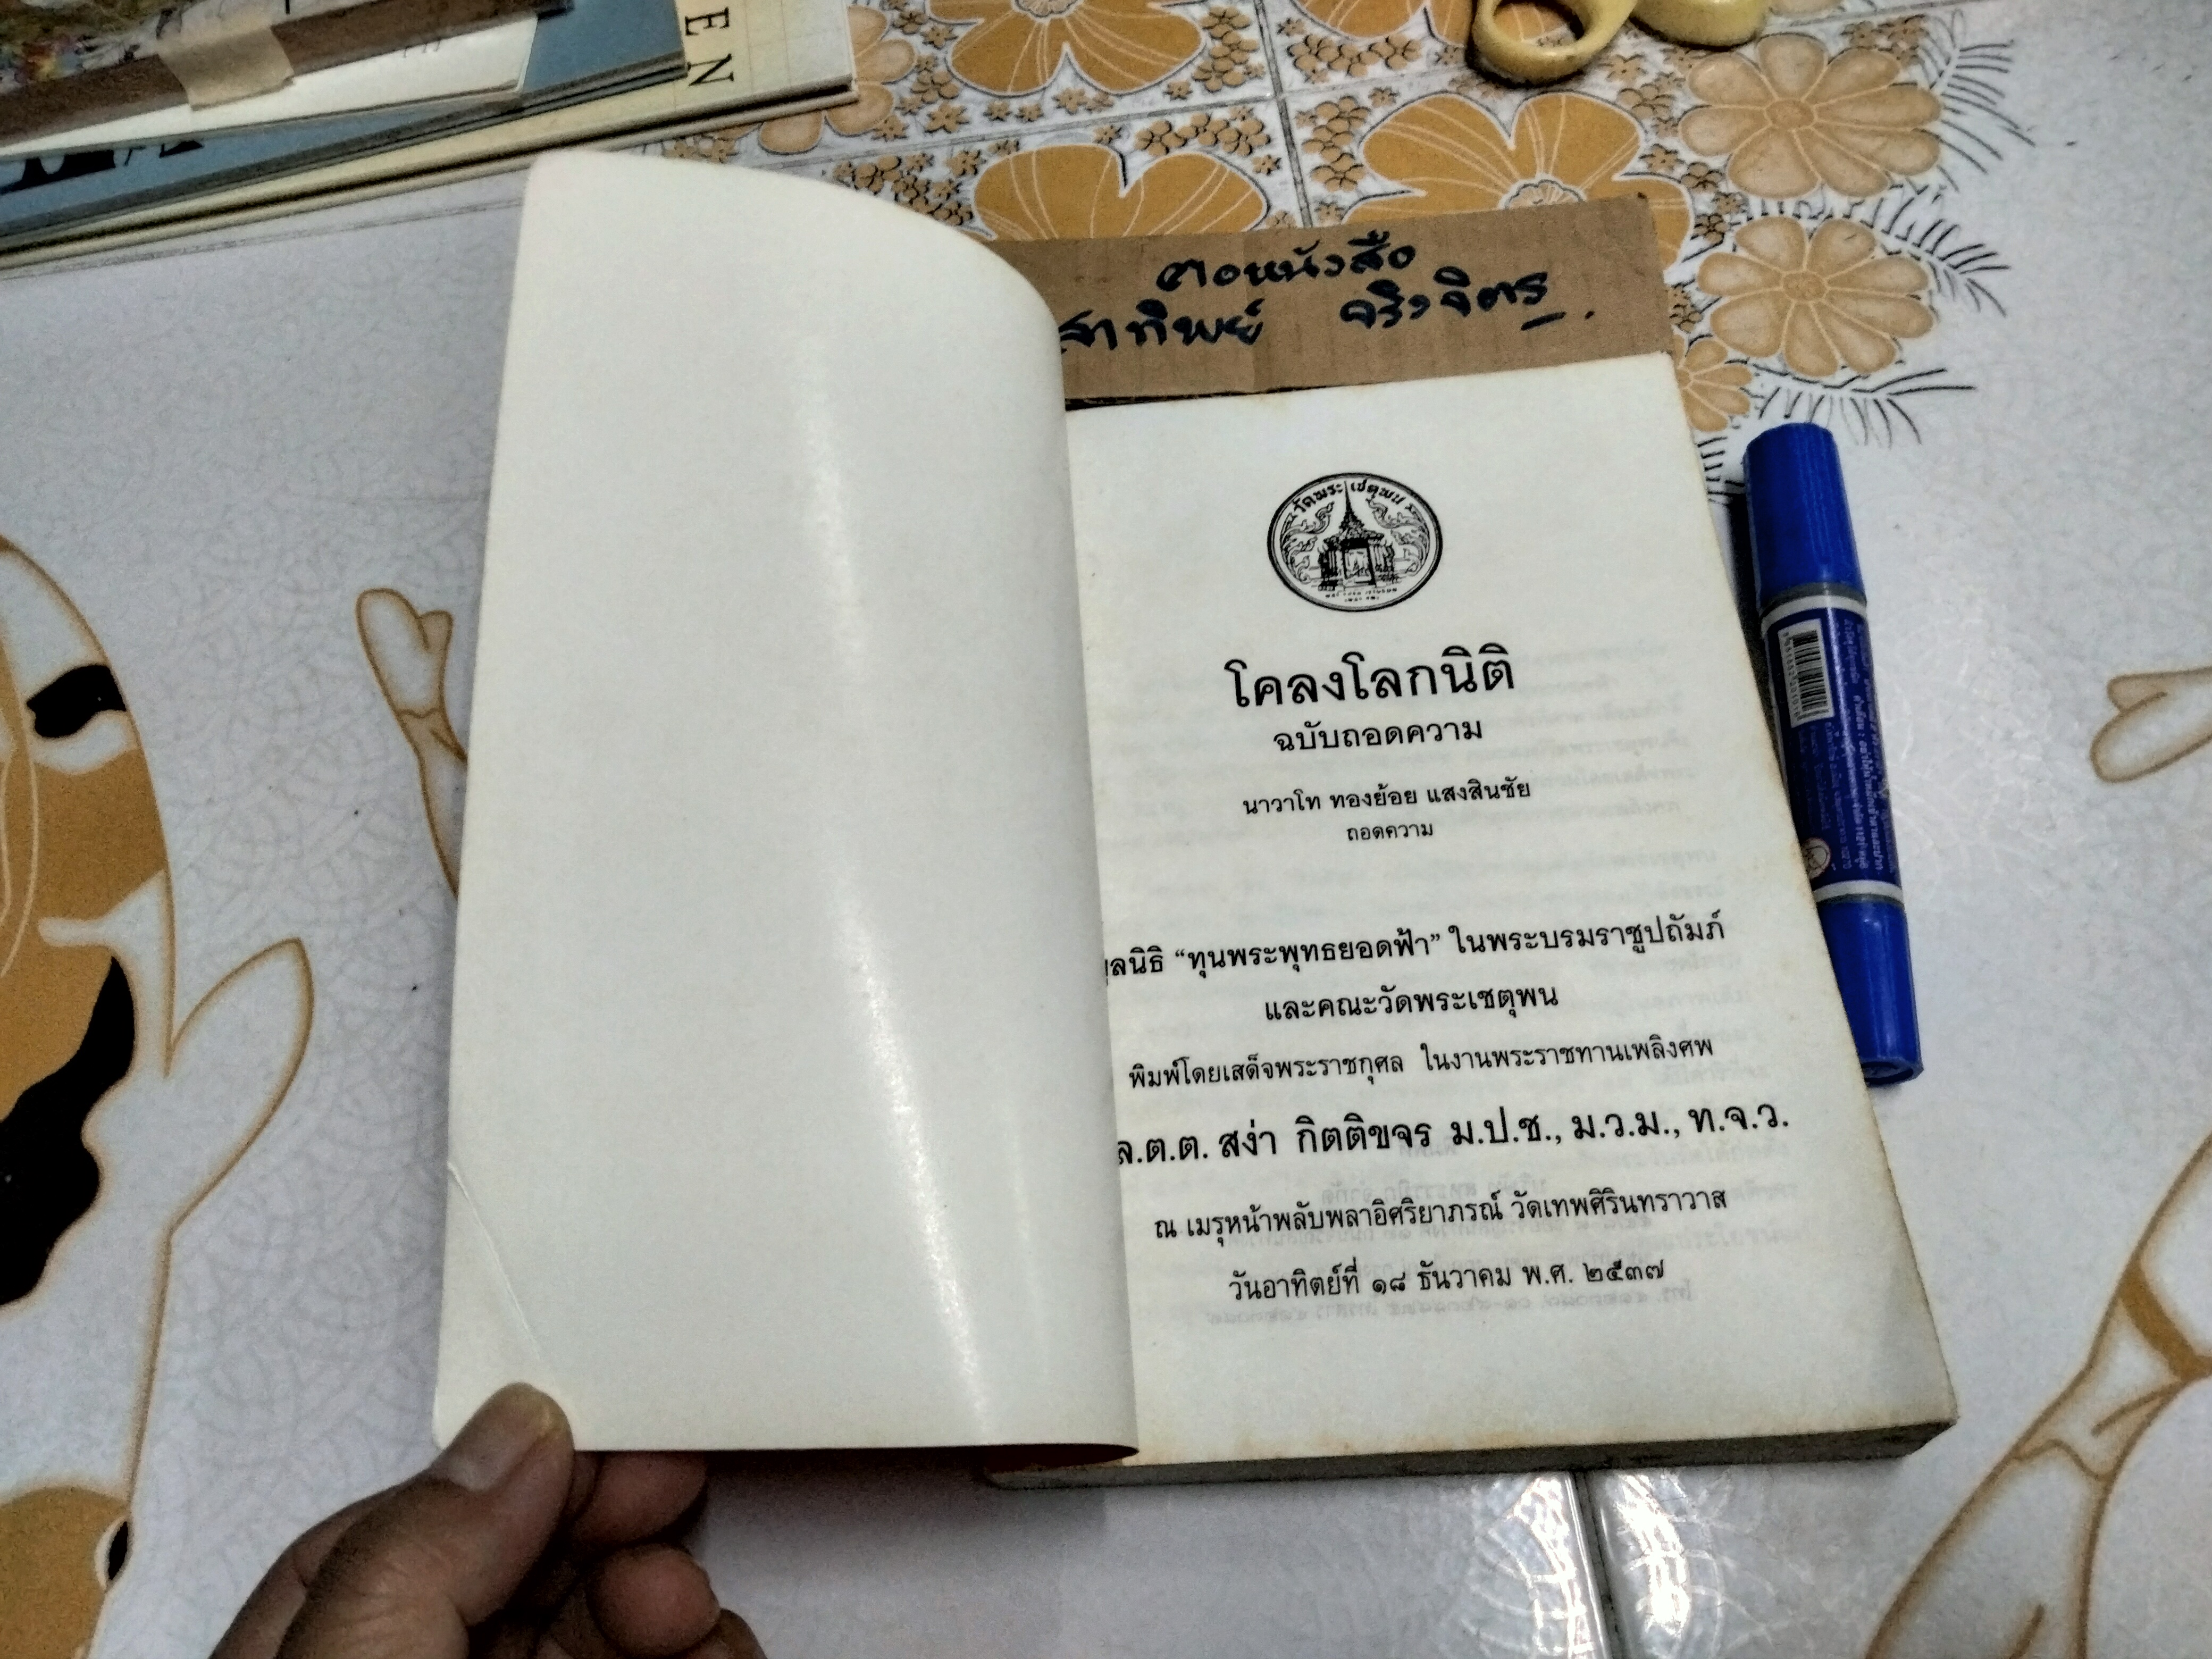 EN
ตอหนังสือ
สาทิพย์ จริงจิตร
วัดพระเชตุพน
โคลงโลกนิติ
ฉบับถอดความ
นาวาโท ทองย้อย แสงสินชัย
ถอดความ
มูลนิธิ “ทุนพระพุทธยอดฟ้า” ในพระบรมราชูปถัมภ์
และคณะวัดพระเชตุพน
พิมพ์โดยเสด็จพระราชกุศล ในงานพระราชทานเพลิงศพ
ล.ต.ต. สง่า กิตติขจร ม.ป.ช., ม.ว.ม., ท.จ.ว.
ณ เมรุหน้าพลับพลาอิศริยาภรณ์ วัดเทพศิรินทราวาส
วันอาทิตย์ที่ ๑๘ ธันวาคม พ.ศ. ๒๕๓๗